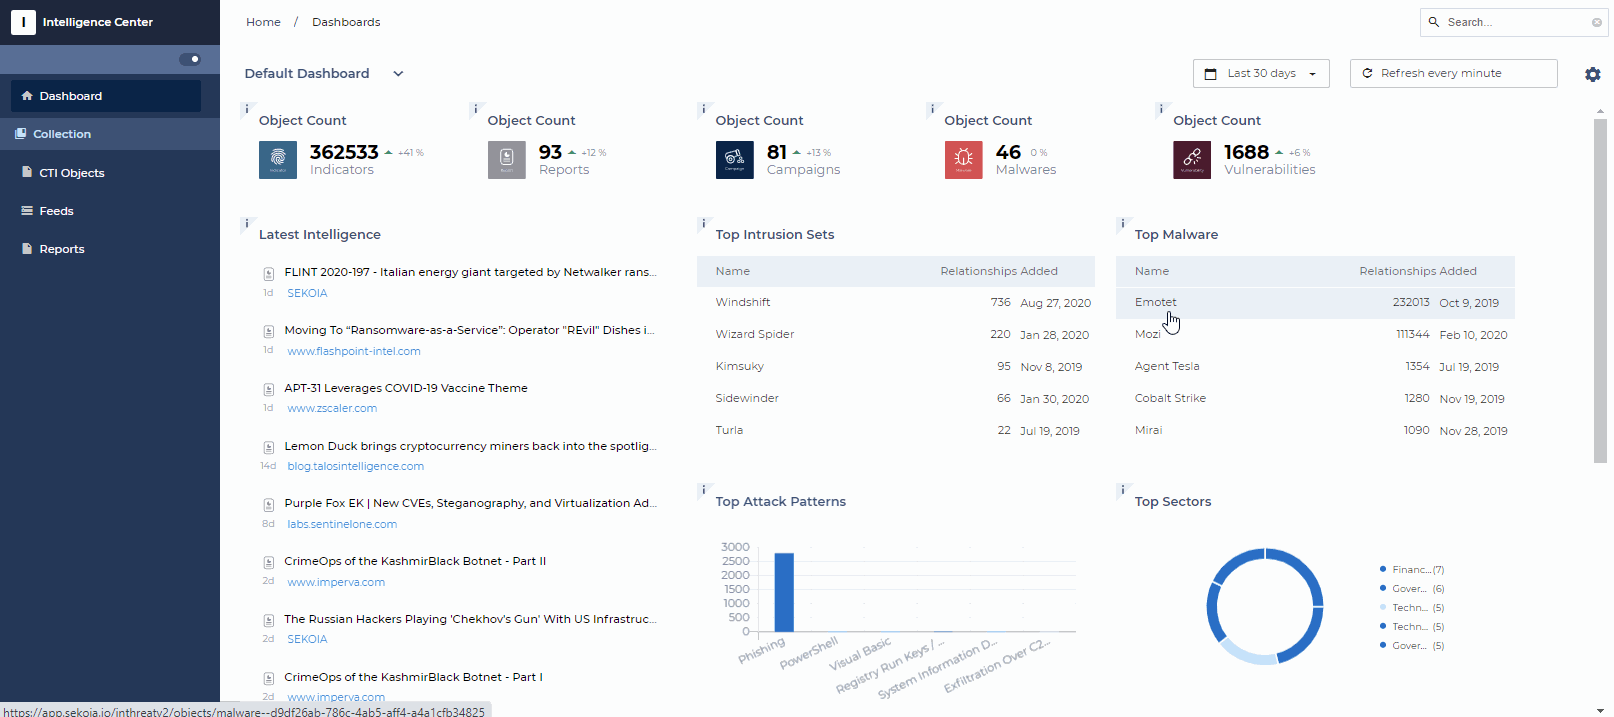 I Intelligence Center
Home / Dashboards
Search...
Default Dashboard
Last 30 days
Refresh every minute
Dashboard
Collection
CTI Objects
Feeds
Reports
i Object Count
362533 +41 %
Indicators
i Object Count
93 +12 %
Reports
i Object Count
81 +13 %
Campaigns
i Object Count
46 0 %
Malwares
i Object Count
1688 +6 %
Vulnerabilities
i Latest Intelligence
FLINT 2020-197 - Italian energy giant targeted by Netwalker rans...
1d SEKOIA
Moving To “Ransomware-as-a-Service”: Operator "REvil" Dishes i...
1d www.flashpoint-intel.com
APT-31 Leverages COVID-19 Vaccine Theme
1d www.zscaler.com
Lemon Duck brings cryptocurrency miners back into the spotlig...
14d blog.talosintelligence.com
Purple Fox EK | New CVEs, Steganography, and Virtualization Ad...
8d labs.sentinelone.com
CrimeOps of the KashmirBlack Botnet - Part II
2d www.imperva.com
The Russian Hackers Playing 'Chekhov's Gun' With US Infrastruc...
2d SEKOIA
CrimeOps of the KashmirBlack Botnet - Part I
2d www.imperva.com
i Top Intrusion Sets
Name Relationships Added
Windshift 736 Aug 27, 2020
Wizard Spider 220 Jan 28, 2020
Kimsuky 95 Nov 8, 2019
Sidewinder 66 Jan 30, 2020
Turla 22 Jul 19, 2019
i Top Malware
Name Relationships Added
Emotet 232013 Oct 9, 2019
Mozi 111344 Feb 10, 2020
Agent Tesla 1354 Jul 19, 2019
Cobalt Strike 1280 Nov 19, 2019
Mirai 1090 Nov 28, 2019
i Top Attack Patterns
3000
2500
2000
1500
1000
500
0
Phishing
PowerShell
Visual Basic
Registry Run Keys / ...
System Information D...
Exfiltration Over C2...
i Top Sectors
Financ... (7)
Gover... (6)
Techn... (5)
Techn... (5)
Gover... (5)
https://app.sekoia.io/inthreatv2/objects/malware--d9df26ab-786c-4ab5-aff4-a4a1cfb34825